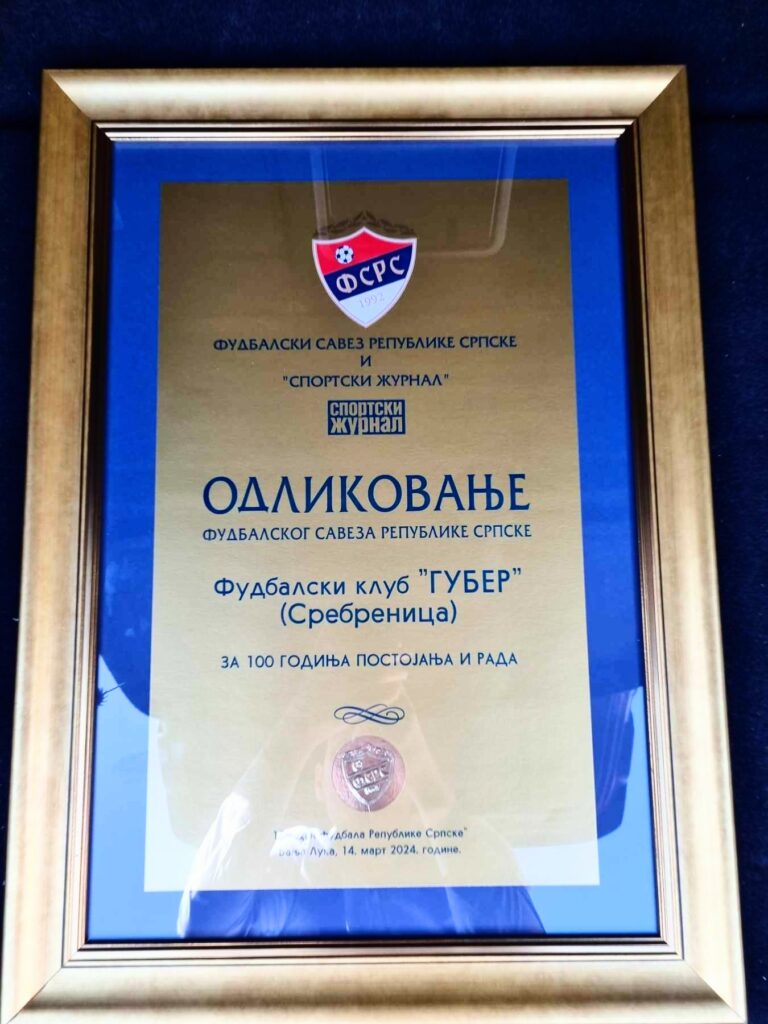 ФСРС
1992
ФУДБАЛСКИ САВЕЗ РЕПУБЛИКЕ СРПСКЕ
И
"СПОРТСКИ ЖУРНАЛ"
СПОРТСКИ
ЖУРНАЛ
ОДЛИКОВАЊЕ
ФУДБАЛСКОГ САВЕЗА РЕПУБЛИКЕ СРПСКЕ
Фудбалски клуб "ГУБЕР"
(Сребреница)
ЗА 100 ГОДИЊА ПОСТОЈАЊА И РАДА
ФСРС
Фудбала Републике Српске"
Лука, 14. март 2024. године.